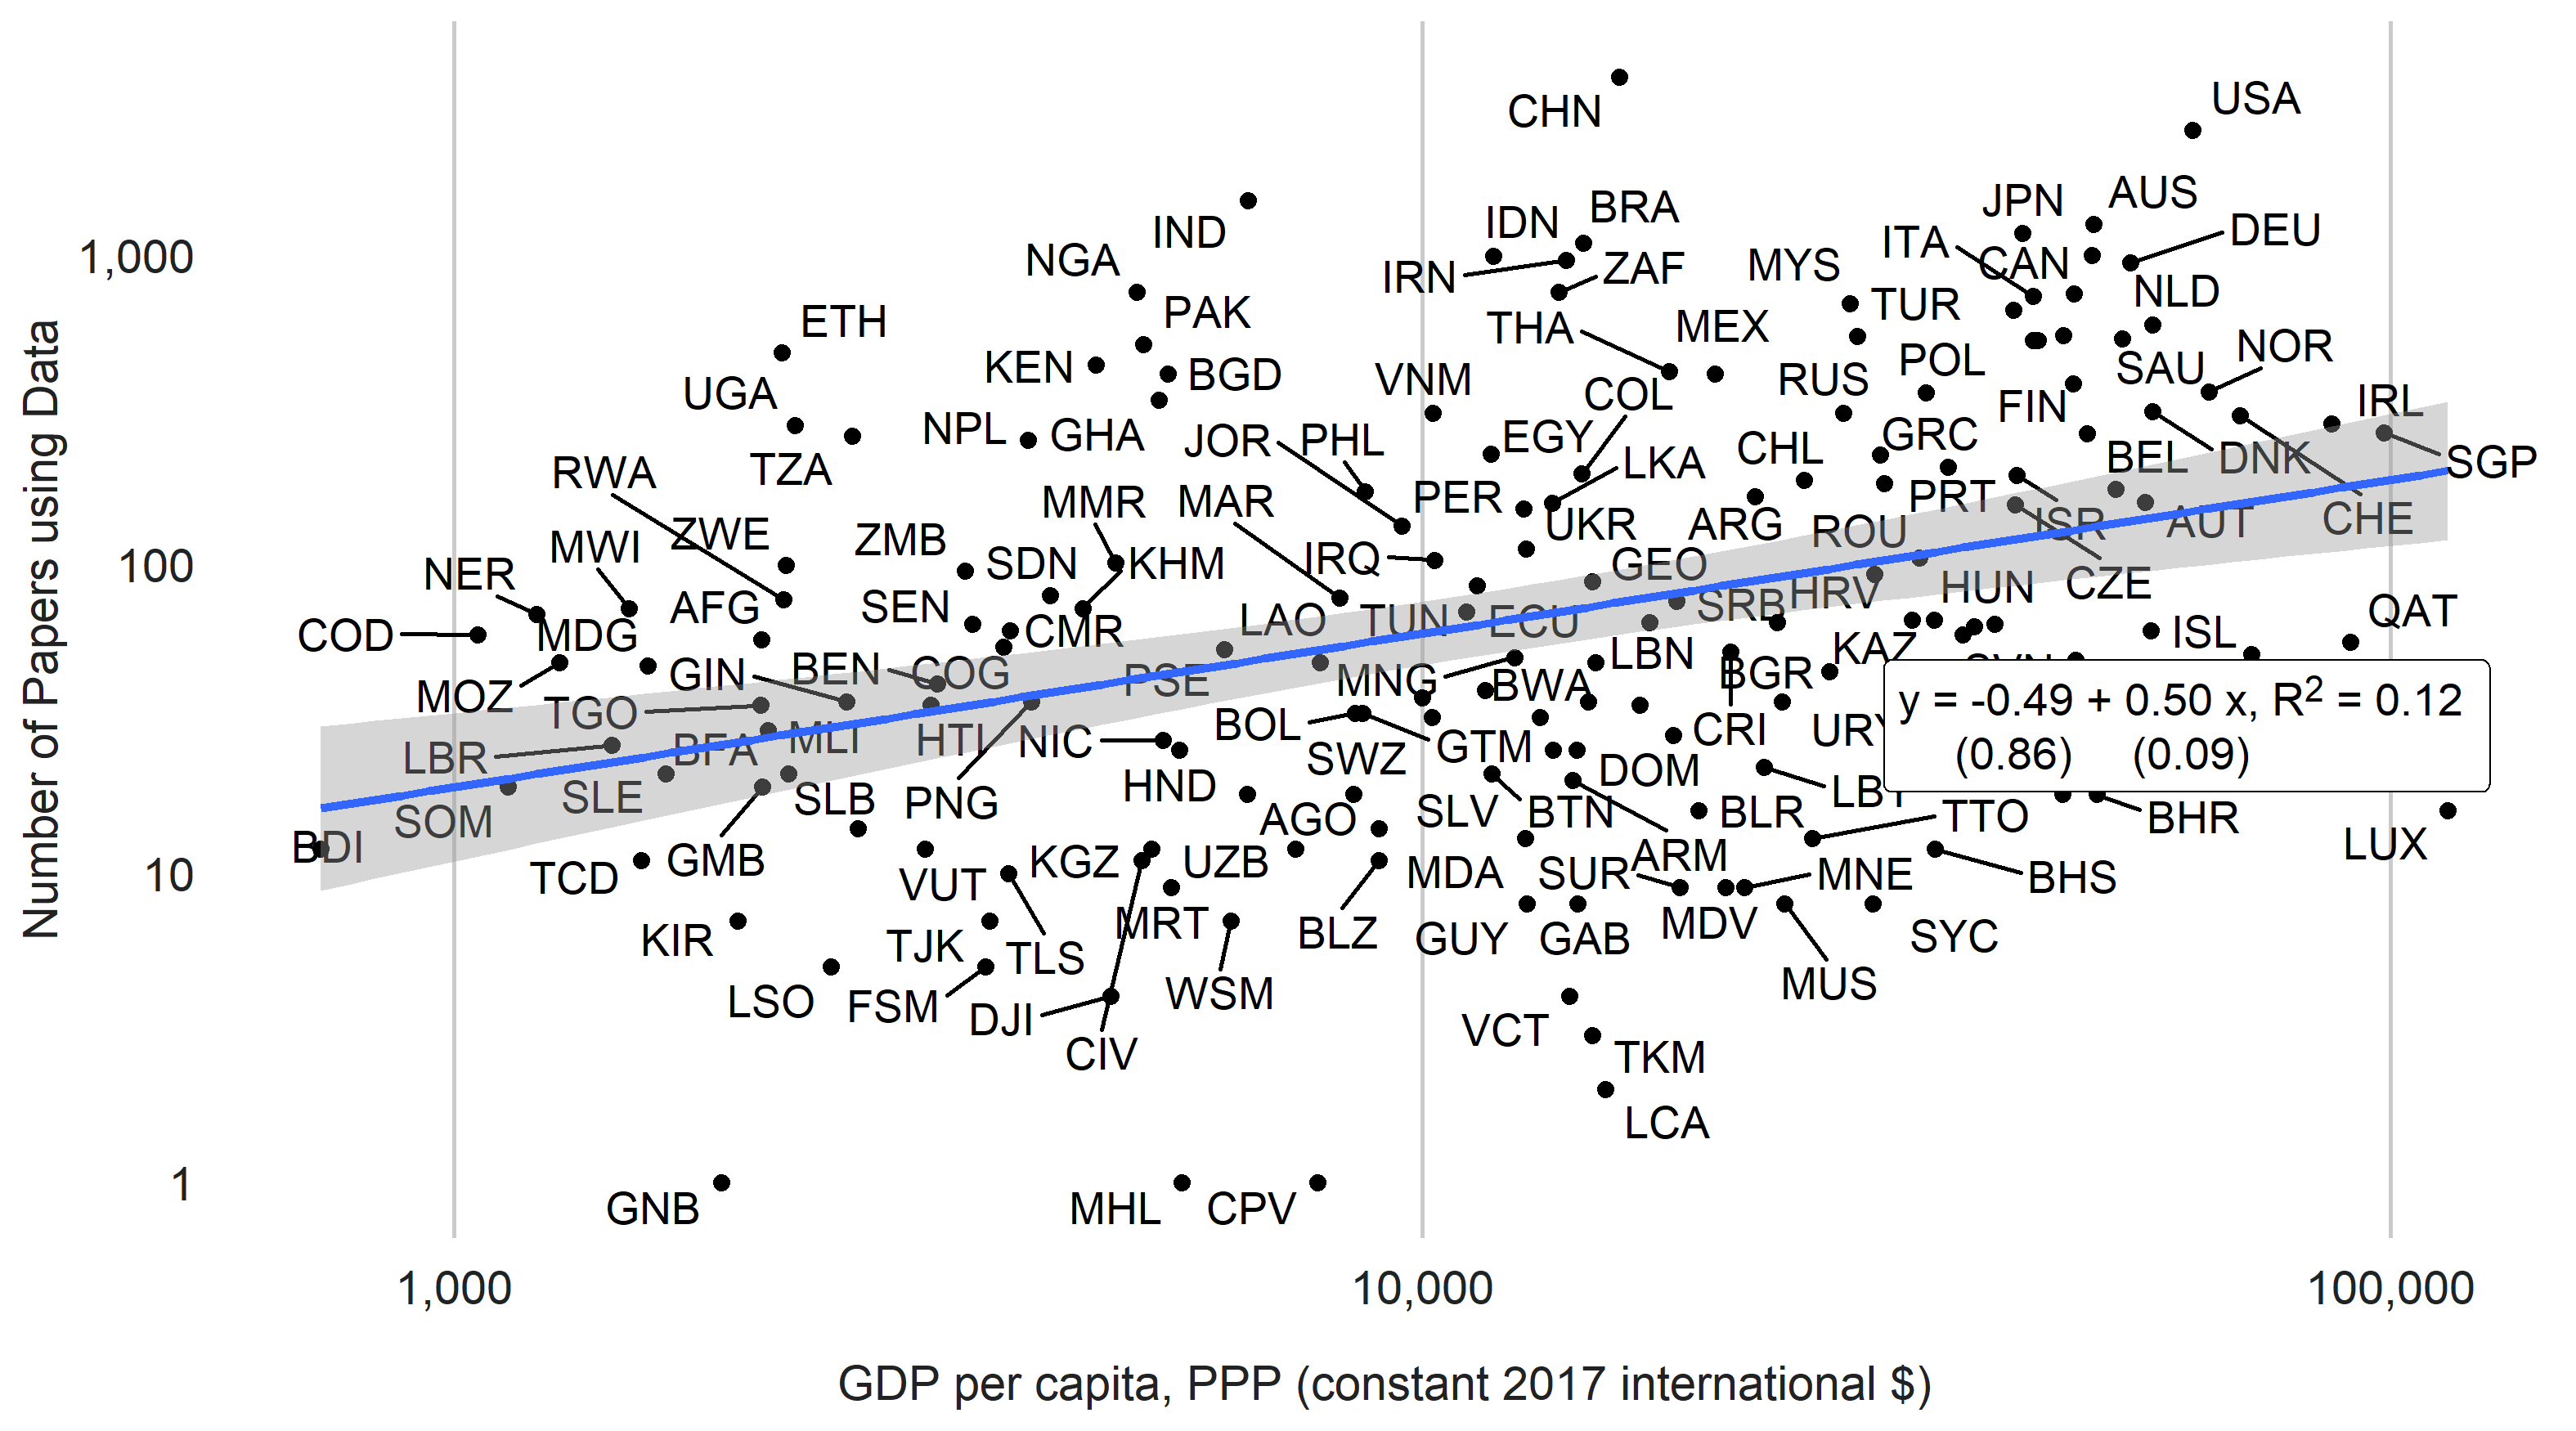 CHN
USA
IND
IDN
BRA
JPN
AUS
DEU
ITA
CAN
NGA
IRN
ZAF
MYS
NLD
1,000
PAK
TUR
ETH
THA
MEX
NOR
SAU
POL
KEN
BGD
VNM
RUS
UGA
COL
IRL
FIN
NPL
GHA
JOR
PHL
EGY
GRC
CHL
TZA
LKA
BEL
DNK
SGP
RWA
MMR
MAR
PER
PRT
UKR
ARG
ROU
ISR
AUT
CHE
ZWE
MWI
ZMB
SDN
KHM
IRQ
GEO
100
NER
AFG
SEN
HRV
HUN
CZE
SRB
QAT
COD
MDG
CMR
LAO
TUN
ECU
ISL
KAZ
LBN
BGR
GIN
BEN
COG
PSE
MNG
BWA
MOZ
TGO
LBR
BFA
MLI
HTI
NIC
BOL
GTM
CRI
y = -0.49 + 0.50 x, R2 = 0.12
(0.86) (0.09)
SWZ
DOM
HND
SLE
SLB
PNG
SOM
AGO
SLV
BTN
BLR
TTO
BHR
LUX
BDI
TCD
GMB
VUT
KGZ
UZB
MDA
SUR
ARM
MNE
BHS
10
KIR
TJK
TLS
MRT
BLZ
GUY
GAB
MDV
SYC
LSO
FSM
DJI
WSM
MUS
CIV
VCT
TKM
LCA
1
GNB
MHL
CPV
1,000
10,000
100,000
GDP per capita, PPP (constant 2017 international $)
Number of Papers using Data